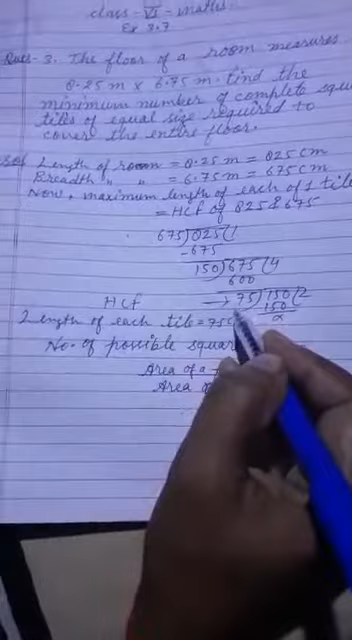 class - VI - maths.
Ex 3.7
Ques-3. The floor of a room measures
8.25 m x 6.75 m. find the
minimum number of complete squ
tiles of equal size required to
cover the entire floor.
Sol Length of room = 8.25 m = 825 cm
Breadth " " = 6.75 m = 675 cm
Now, maximum length of each of 1 tile
= HCF of 825 & 675
675)825(1
-675
150)675(4
600
HCF → 75)150(2
150
Length of each tile = 75
x
No. of possible squar
Area of a
Area of